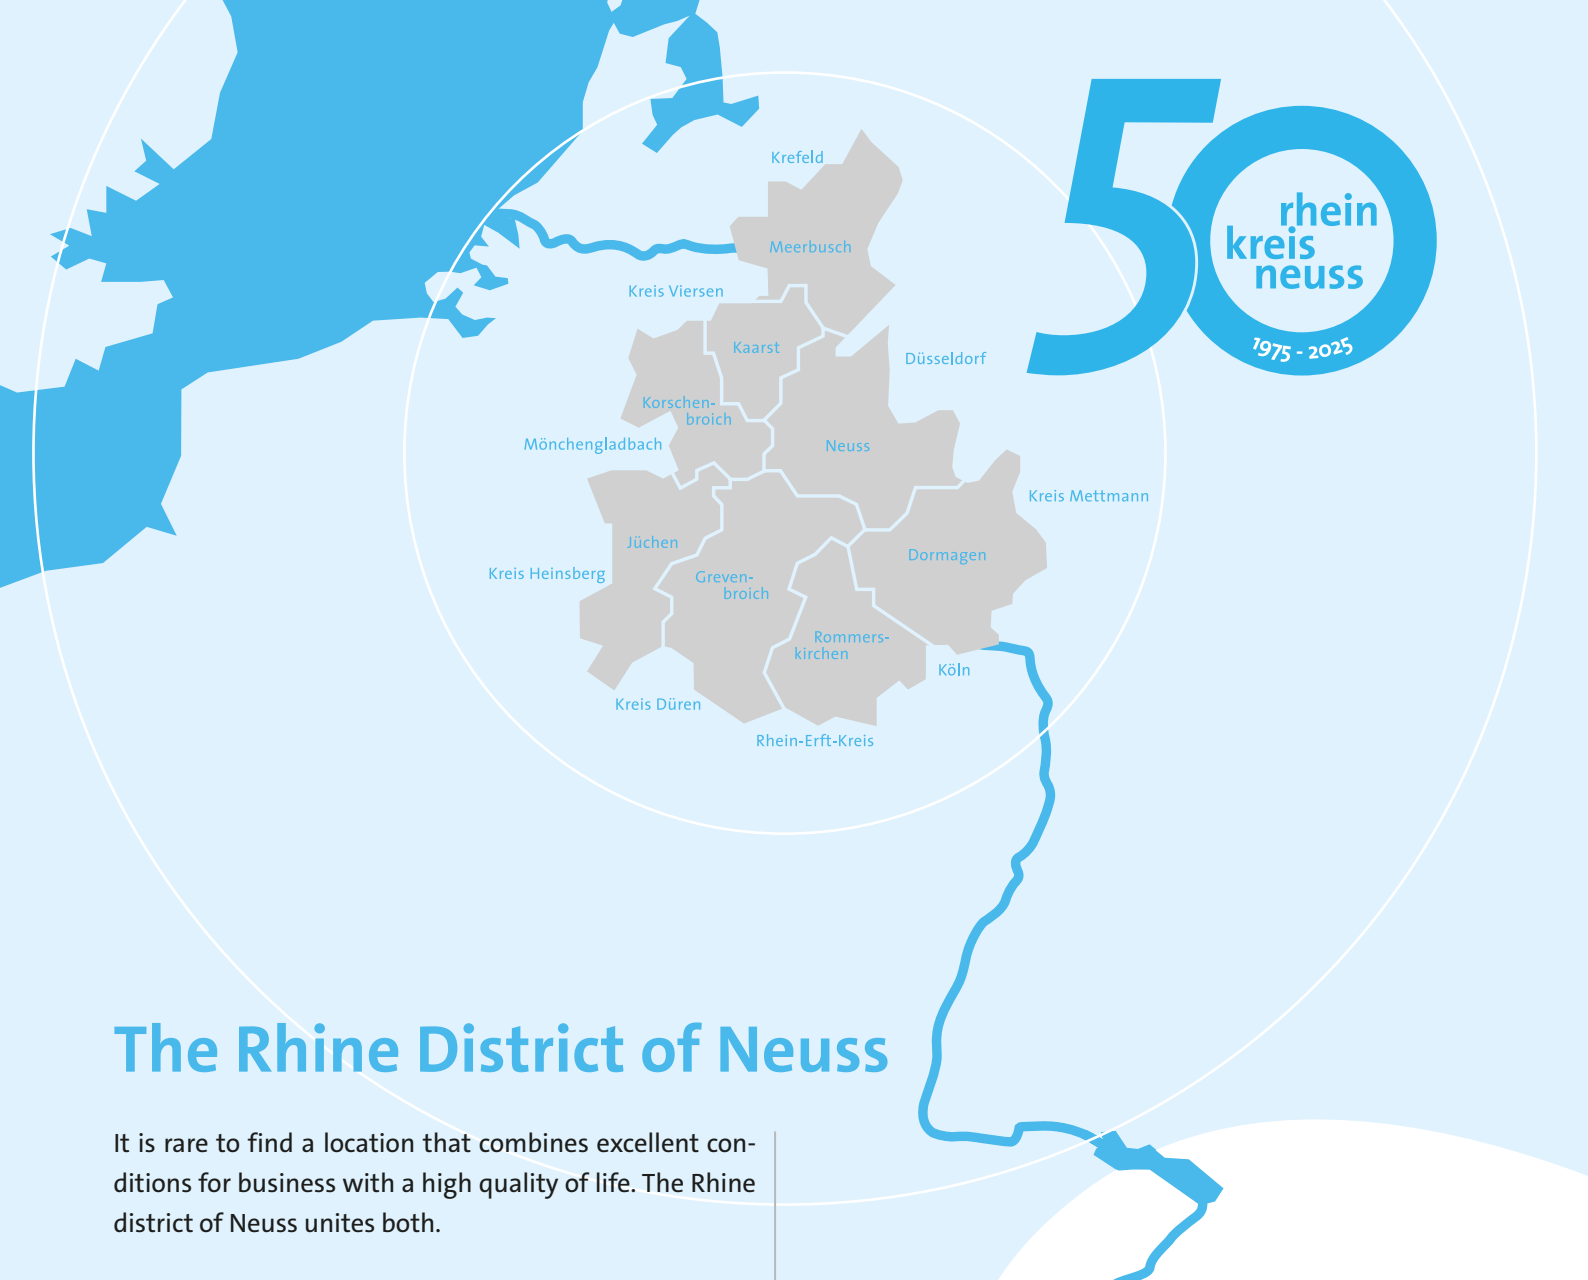 Krefeld
Meerbusch
Kreis Viersen
Kaarst
Düsseldorf
Korschen-
broich
Mönchengladbach
Neuss
Kreis Mettmann
Jüchen
Dormagen
Kreis Heinsberg
Greven-
broich
Rommers-
kirchen
Köln
Kreis Düren
Rhein-Erft-Kreis
50
rhein
kreis
neuss
1975 - 2025
The Rhine District of Neuss
It is rare to find a location that combines excellent con-
ditions for business with a high quality of life. The Rhine
district of Neuss unites both.